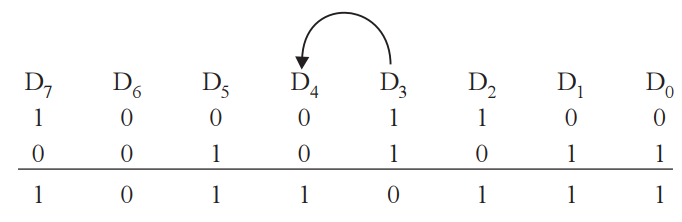 D₇ D₆ D₅ D₄ D₃ D₂ D₁ D₀
1 0 0 0 1 1 0 0
0 0 1 0 1 0 1 1
1 0 1 1 0 1 1 1